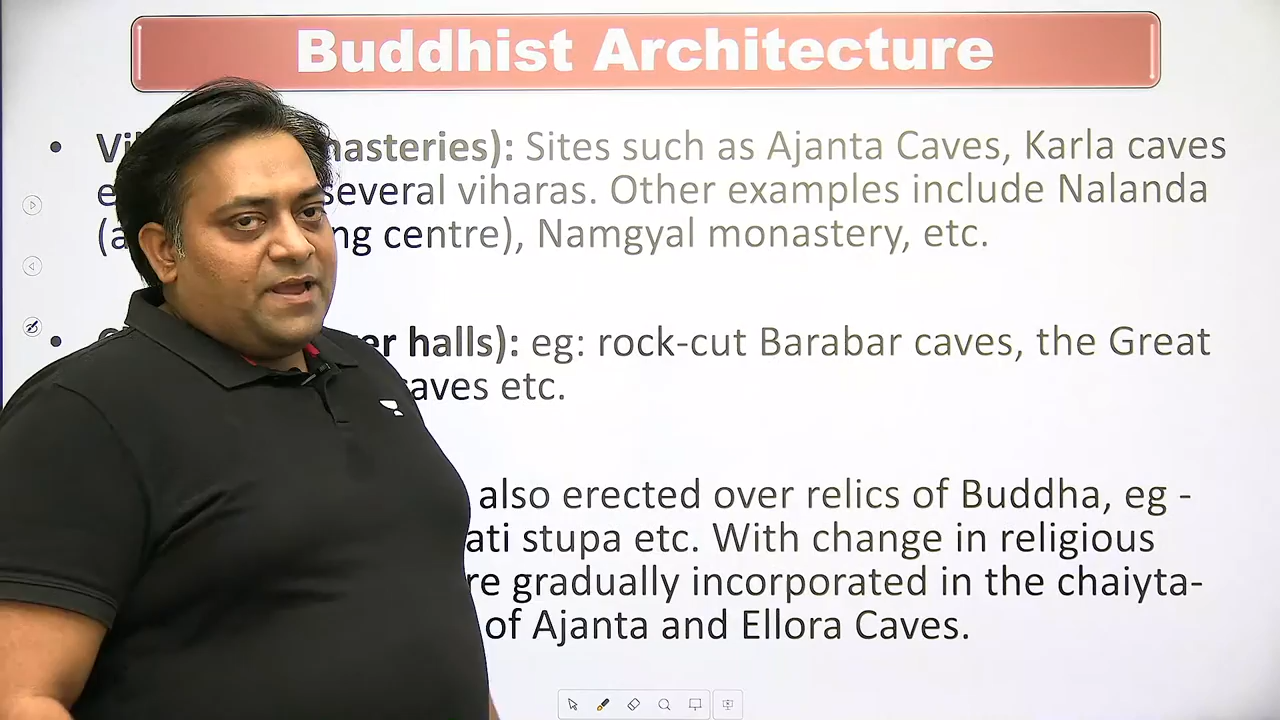 Buddhist Architecture
• nasteries): Sites such as Ajanta Caves, Karla caves
several viharas. Other examples include Nalanda
ng centre), Namgyal monastery, etc.
• er halls): eg: rock-cut Barabar caves, the Great
aves etc.
also erected over relics of Buddha, eg -
ati stupa etc. With change in religious
re gradually incorporated in the chaiyta-
of Ajanta and Ellora Caves.